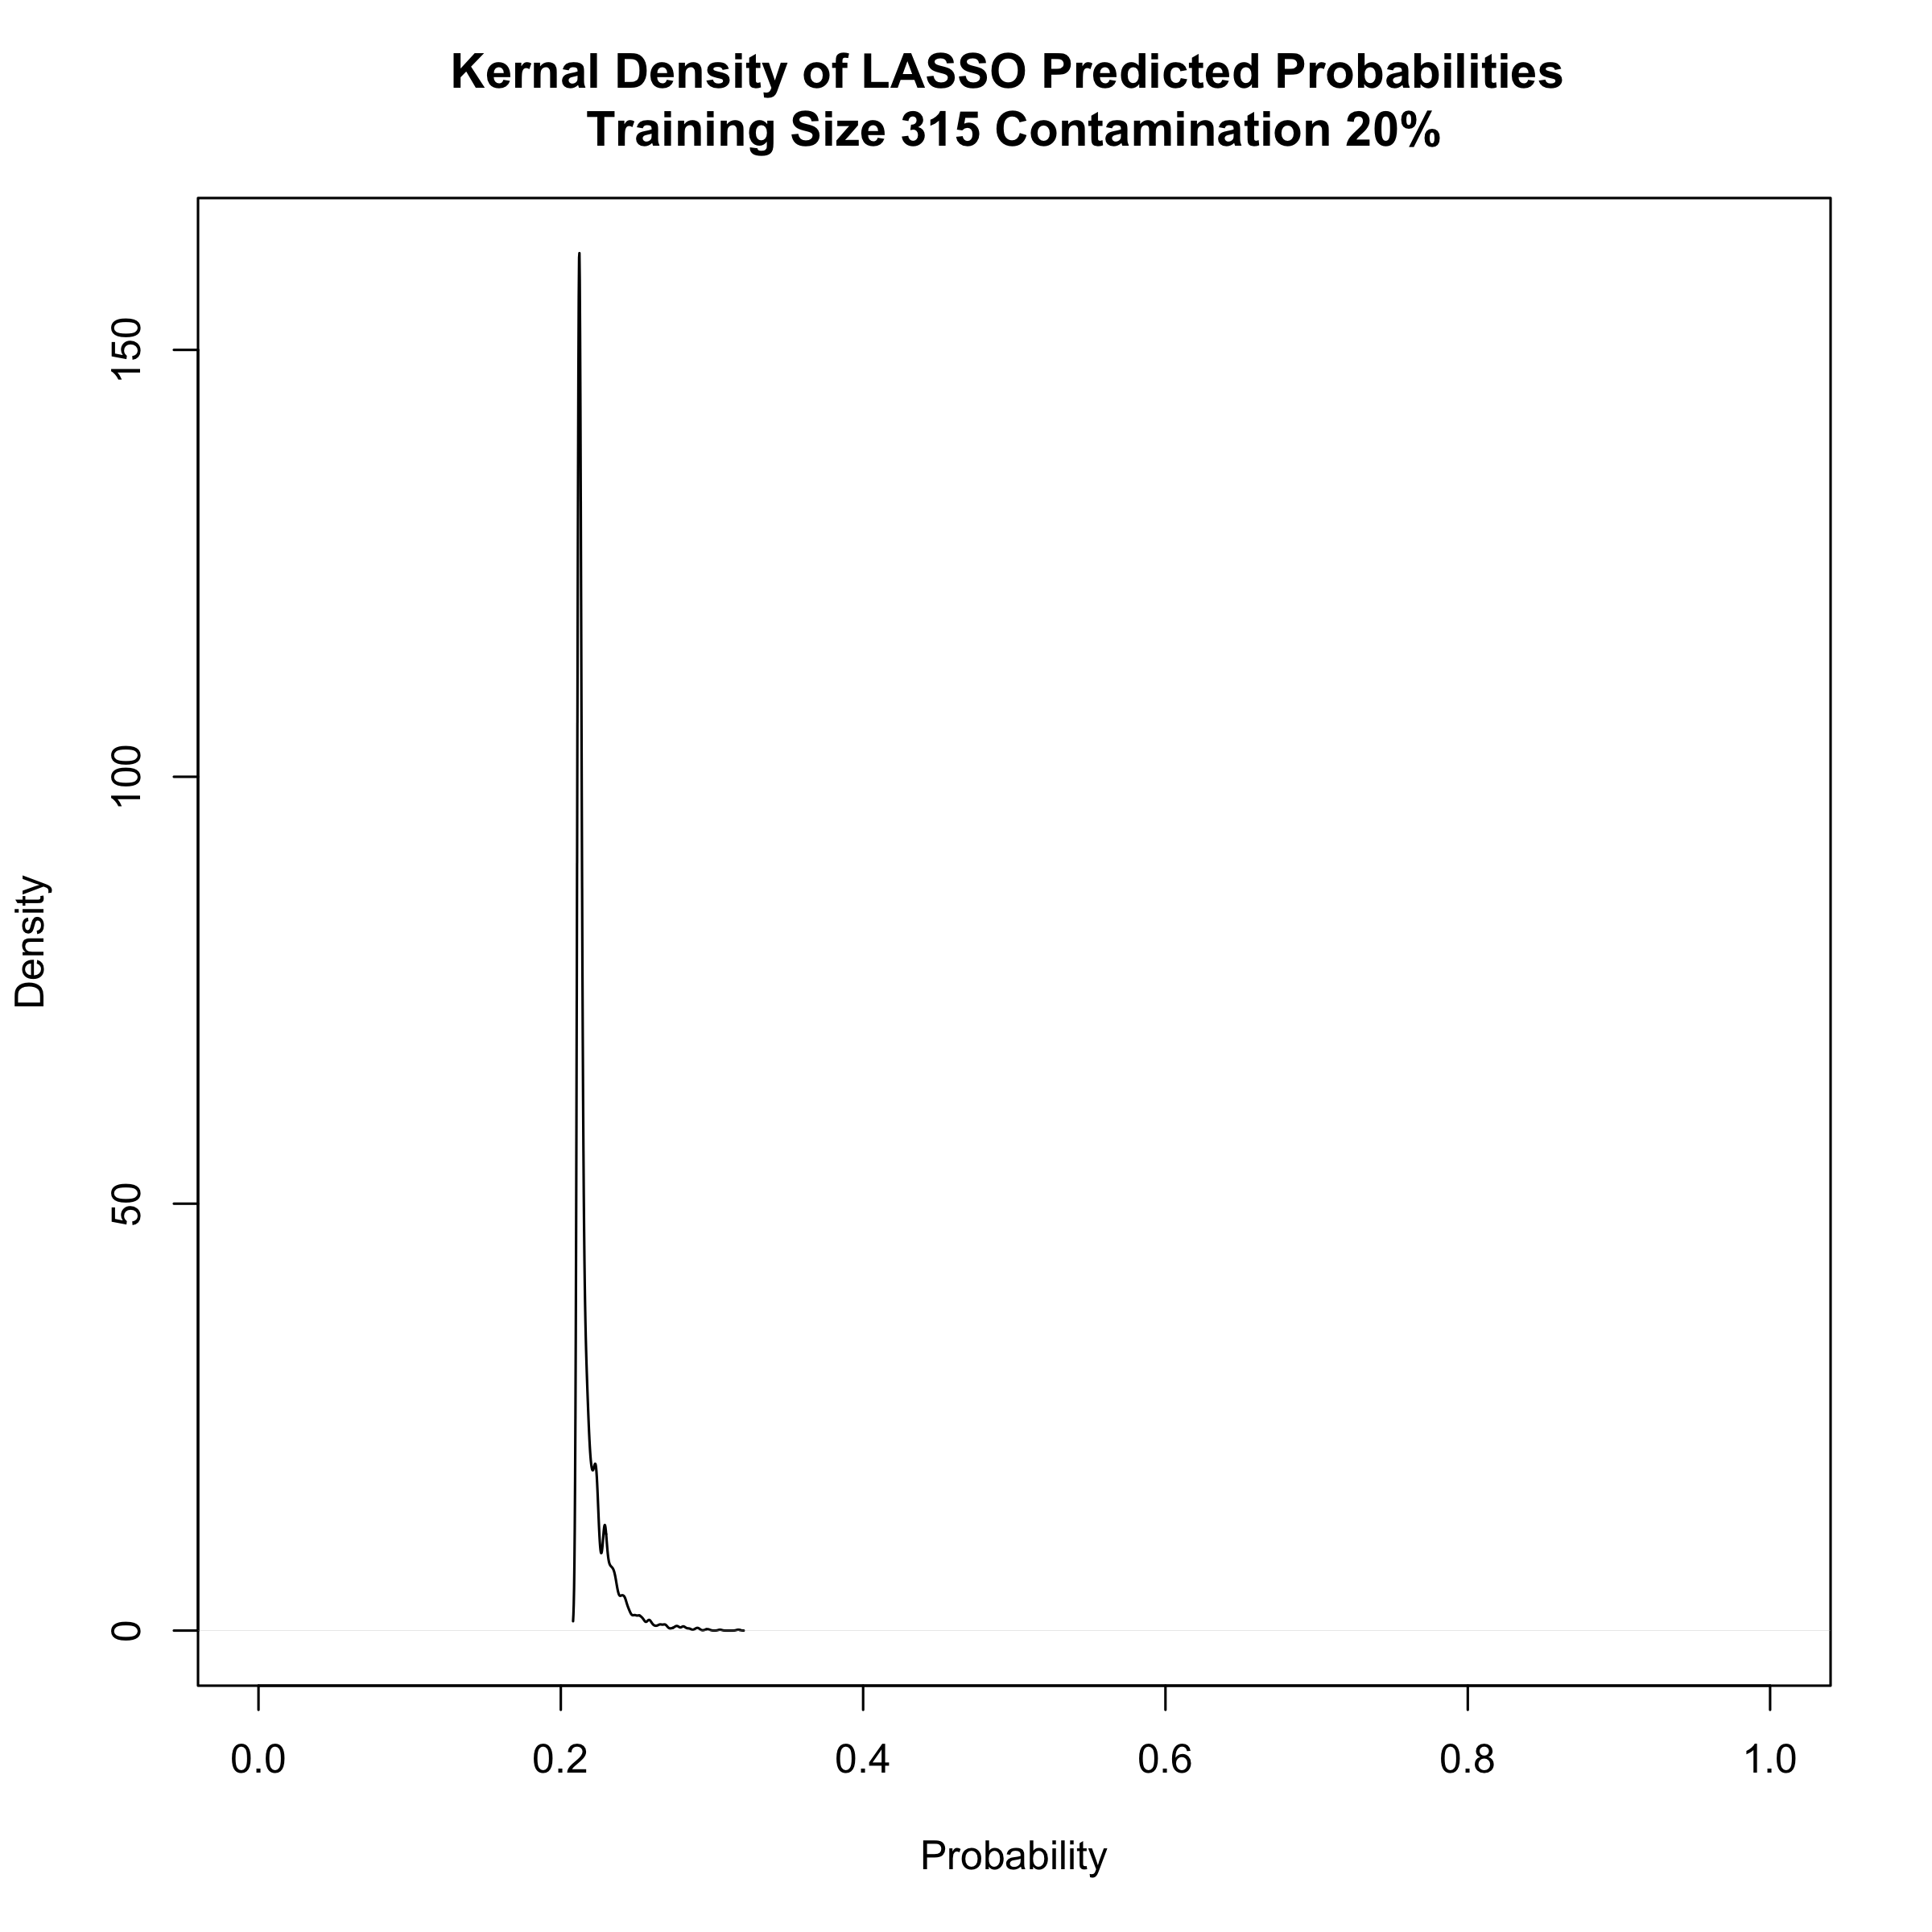 Kernal Density of LASSO Predicted Probabilities
Training Size 315 Contamination 20%
150
100
50
0
Density
0.0 0.2 0.4 0.6 0.8 1.0
Probability